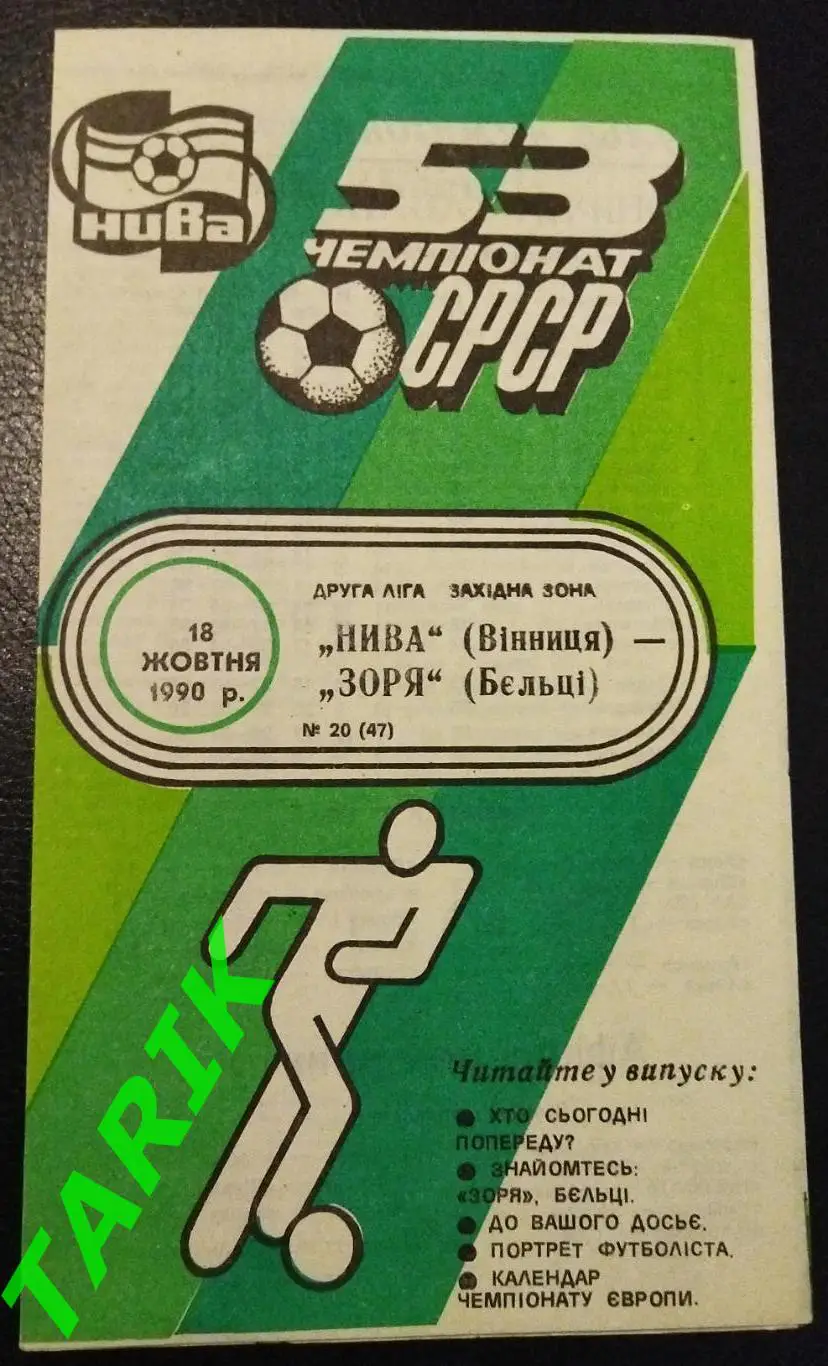 НИВА
53
ЧЕМПІОНАТ
СРСР
18
ЖОВТНЯ
1990 р.
ДРУГА ЛІГА ЗАХІДНА ЗОНА
„НИВА“ (Вінниця) —
„ЗОРЯ“ (Бєльці)
№ 20 (47)
Читайте у випуску:
● ХТО СЬОГОДНІ
ПОПЕРЕДУ?
● ЗНАЙОМТЕСЬ:
«ЗОРЯ», БЄЛЬЦІ.
● ДО ВАШОГО ДОСЬЄ.
● ПОРТРЕТ ФУТБОЛІСТА.
● КАЛЕНДАР
ЧЕМПІОНАТУ ЄВРОПИ.
TARIK